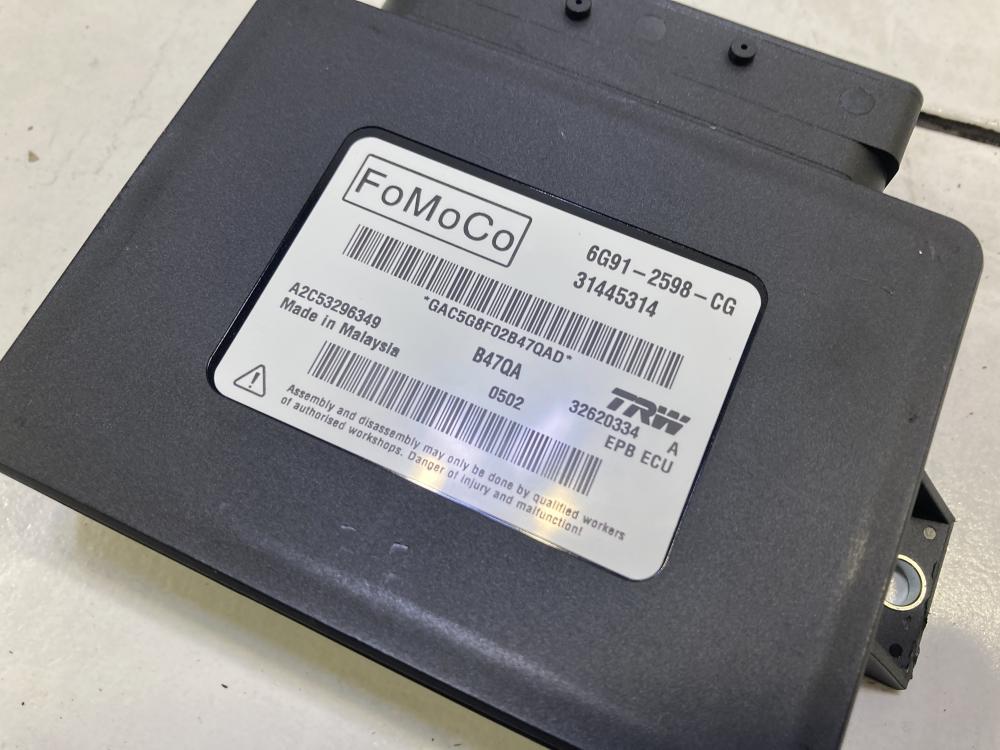 FoMoCo
6G91-2598-CG
31445314
*GAC5G8F02B47QAD*
A2C53296349
Made in Malaysia
B47QA
0502
TRW
32620334 A
EPB ECU
Assembly and disassembly may only be done by qualified workers
of authorised workshops. Danger of injury and malfunction!